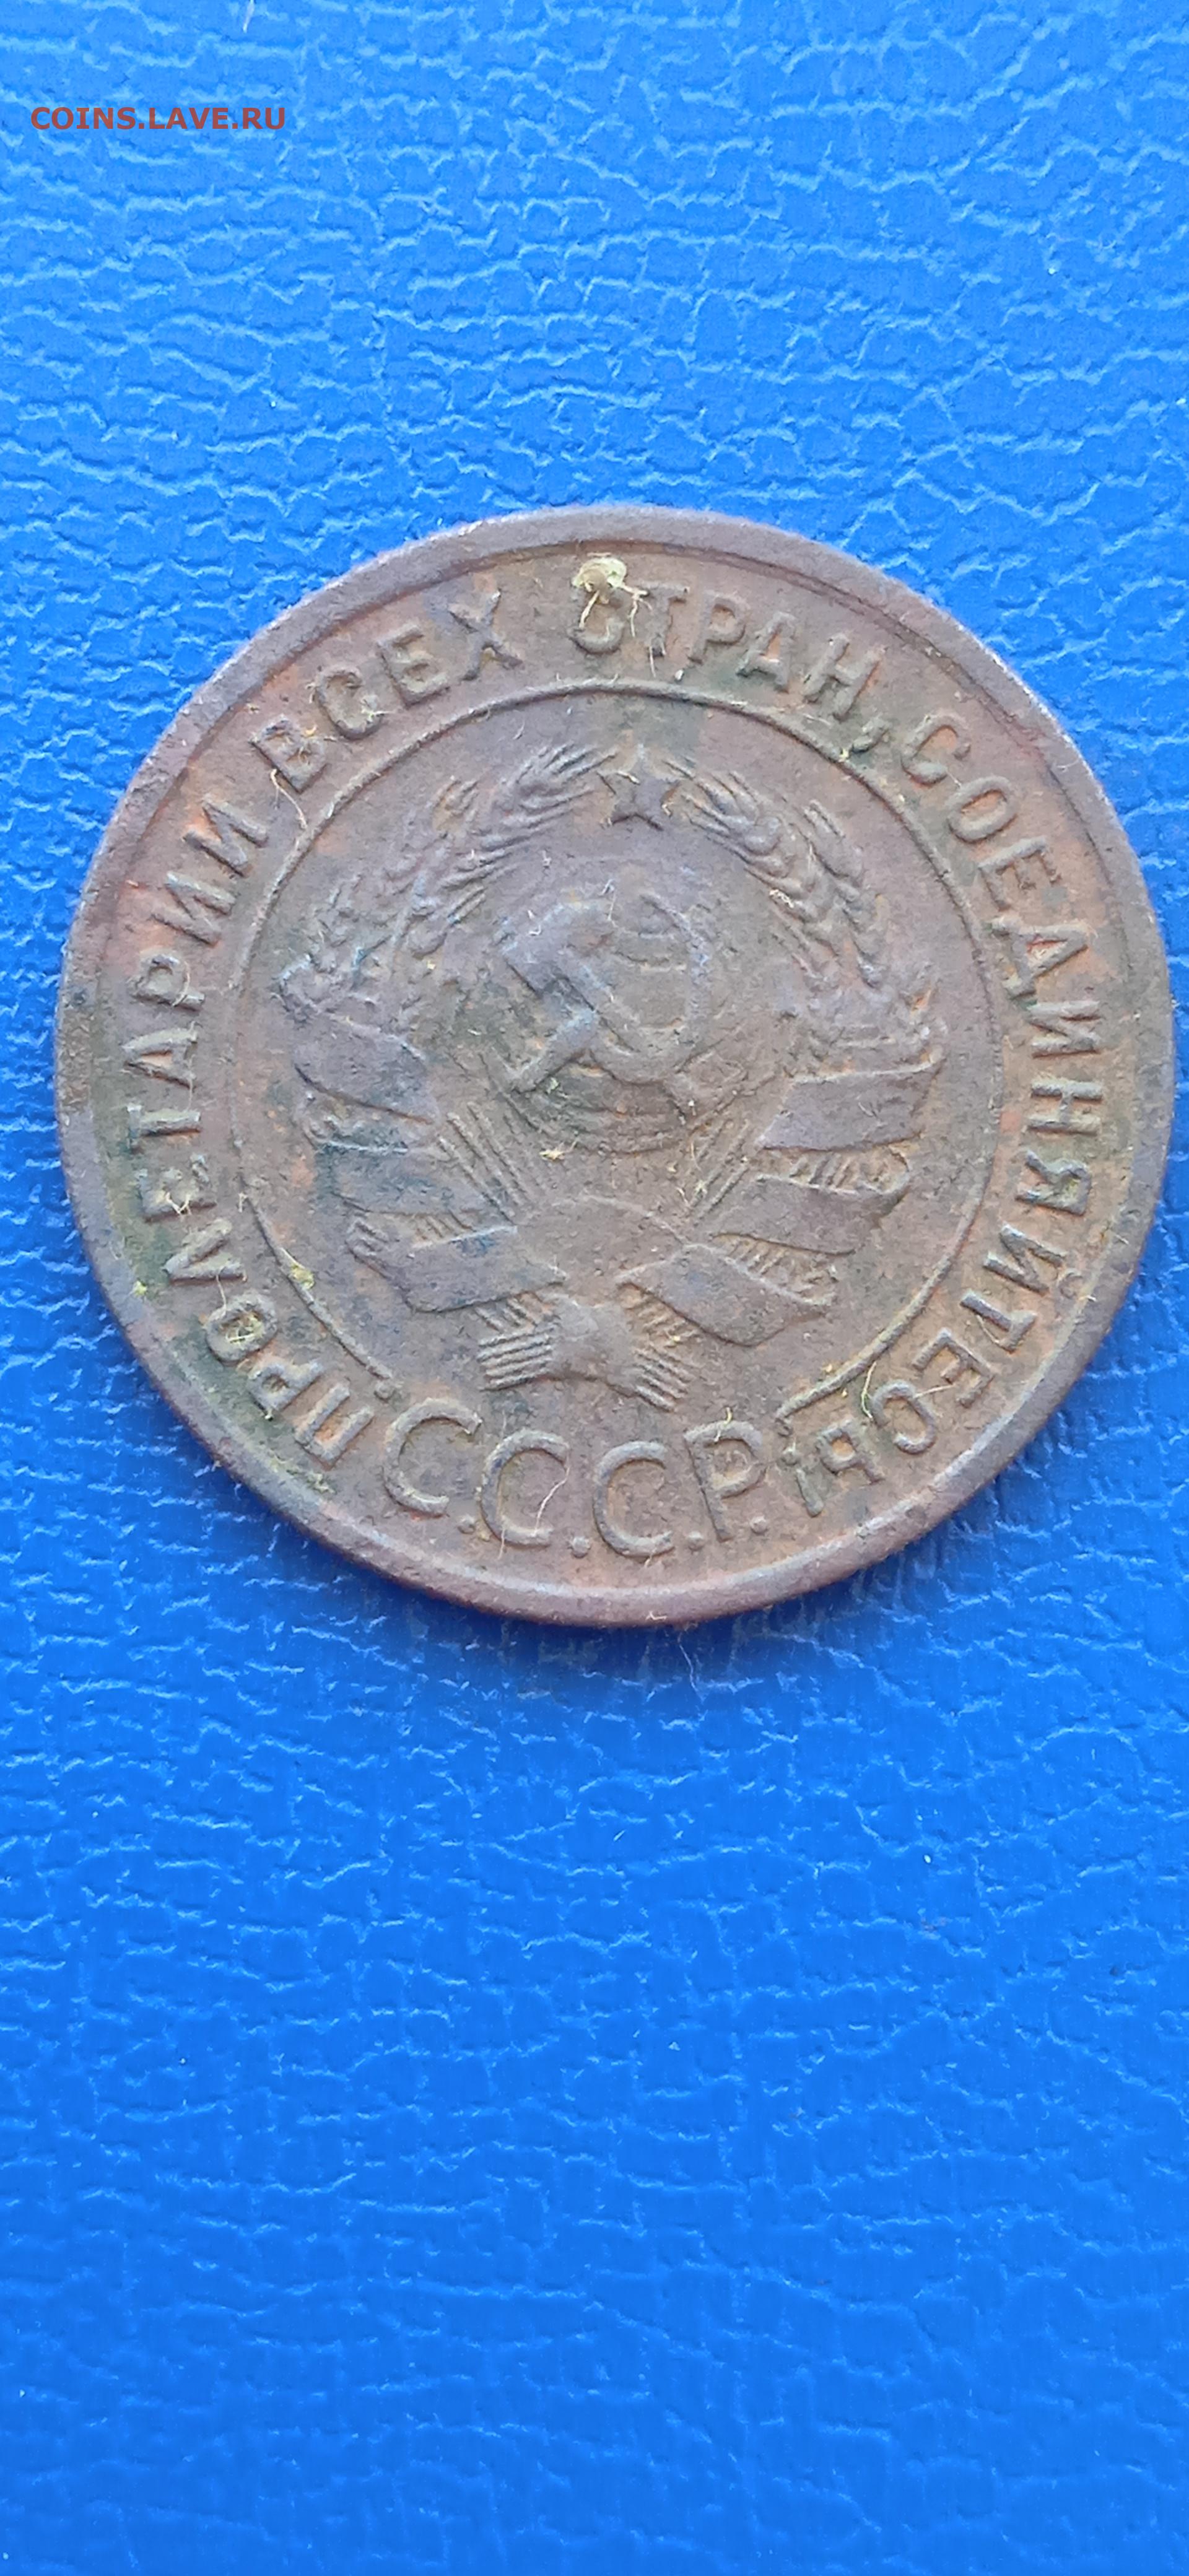 COINS.LAVE.RU
ПРОЛЕТАРИИ ВСЕХ СТРАН, СОЕДИНЯЙТЕСЬ!
С.С.С.Р.